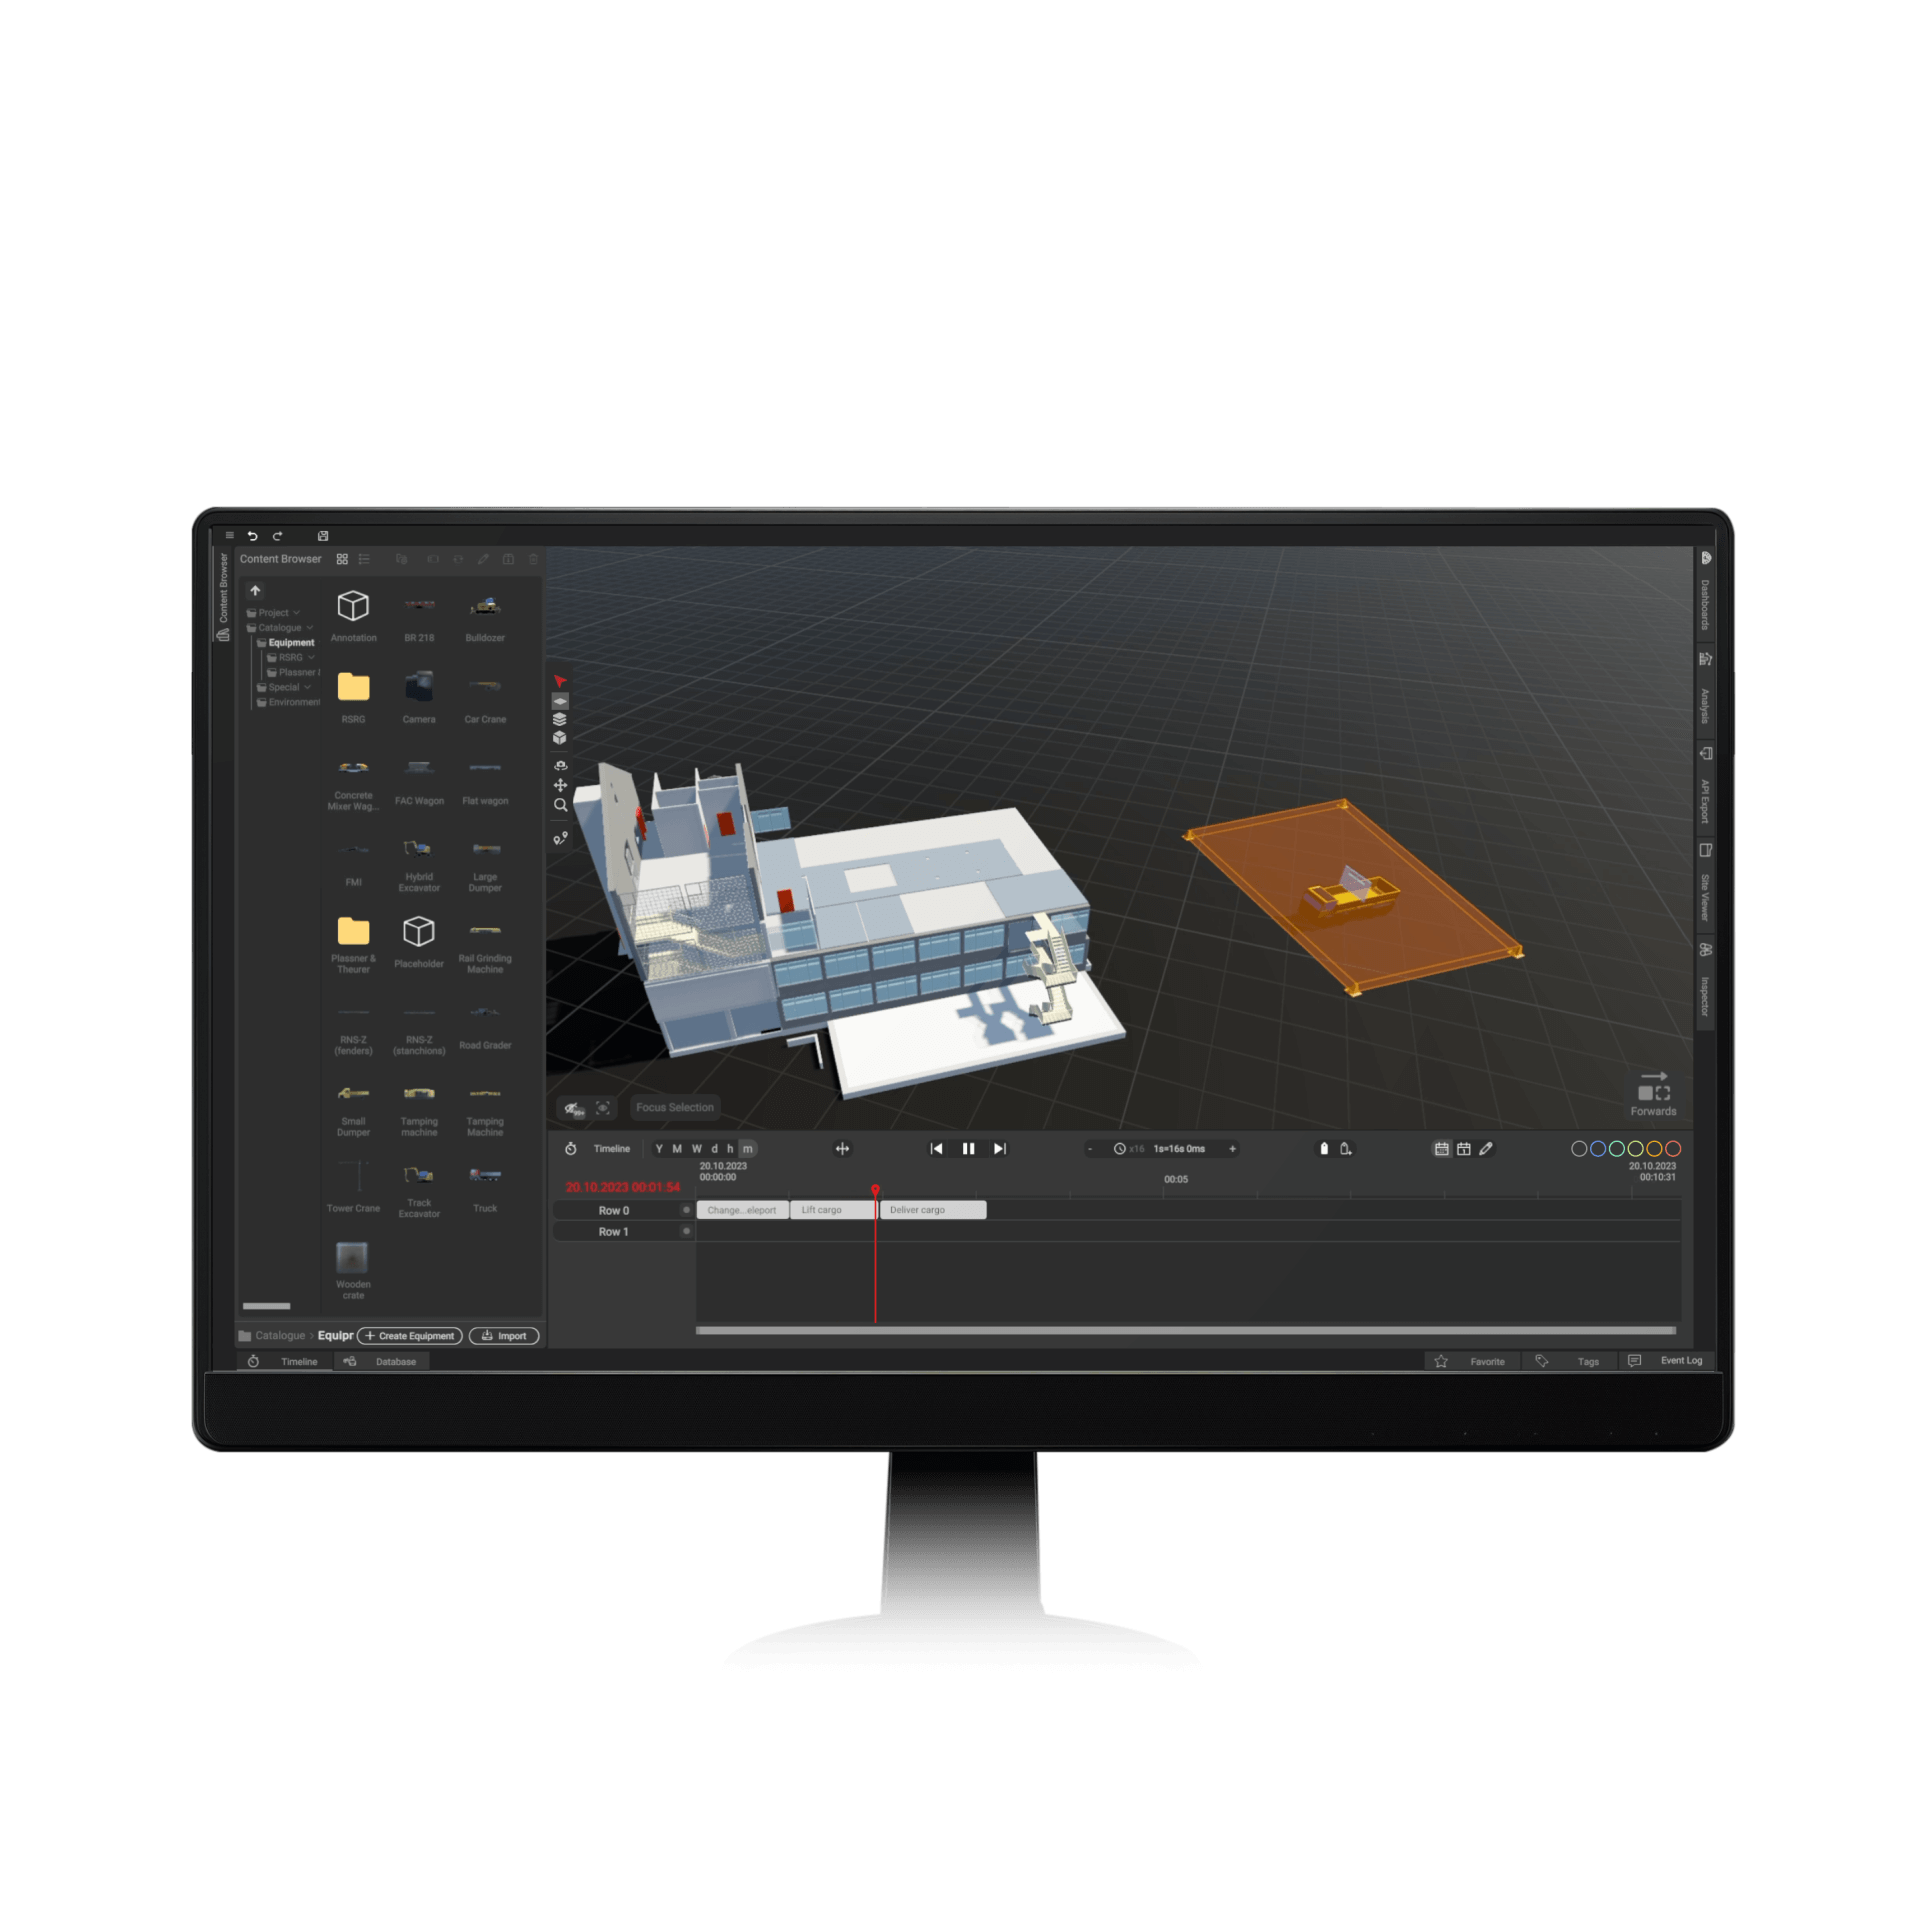 Content Browser
Content Browser
Project
Catalogue
Equipment
RSRG
Plassner
Special
Environment
Annotation
BR 218
Bulldozer
RSRG
Camera
Car Crane
Concrete
Mixer Wag...
FAC Wagon
Flat wagon
FMI
Hybrid
Excavator
Large
Dumper
Plassner &
Theurer
Placeholder
Rail Grinding
Machine
RNS-Z
(fenders)
RNS-Z
(stanchions)
Road Grader
Small
Dumper
Tamping
machine
Tamping
Machine
Tower Crane
Track
Excavator
Truck
Wooden
crate
Catalogue > Equipr
Create Equipment
Import
Focus Selection
Forwards
Dashboards
Analysis
API Export
Site Viewer
Inspector
Timeline
Y M W d h m
- x16 1s=16s 0ms +
20.10.2023
00:00:00
00:05
20.10.2023
00:10:31
20.10.2023 00:01:54
Row 0
Change...eleport
Lift cargo
Deliver cargo
Row 1
Timeline
Database
Favorite
Tags
Event Log